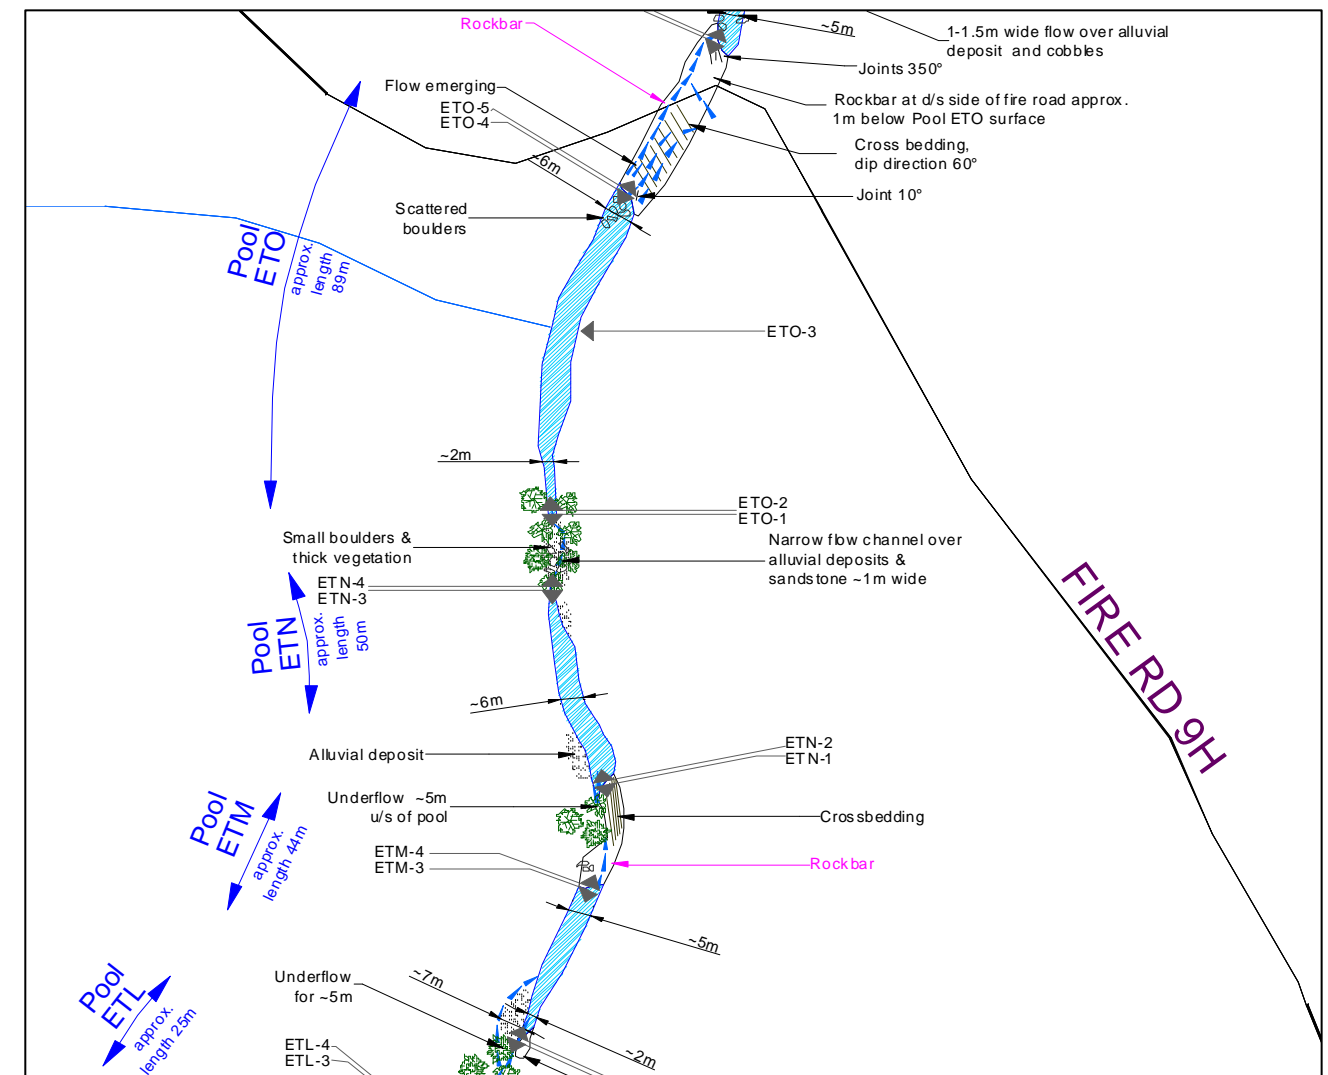 Rockbar
~5m
1-1.5m wide flow over alluvial
deposit and cobbles
Joints 350°
Flow emerging
ETO-5
ETO-4
Rockbar at d/s side of fire road approx.
1m below Pool ETO surface
Cross bedding,
dip direction 60°
~6m
Joint 10°
Scattered
boulders
Pool
ETO
approx.
length
89m
ETO-3
~2m
ETO-2
ETO-1
Small boulders &
thick vegetation
Narrow flow channel over
alluvial deposits &
sandstone ~1m wide
ETN-4
ETN-3
Pool
ETN
approx.
length
50m
FIRE RD 9H
~6m
Alluvial deposit
ETN-2
ETN-1
Underflow ~5m
u/s of pool
Crossbedding
Pool
ETM
approx.
length 44m
ETM-4
ETM-3
Rockbar
~5m
Underflow
for ~5m
~7m
Pool
ETL
approx.
length 25m
~2m
ETL-4
ETL-3